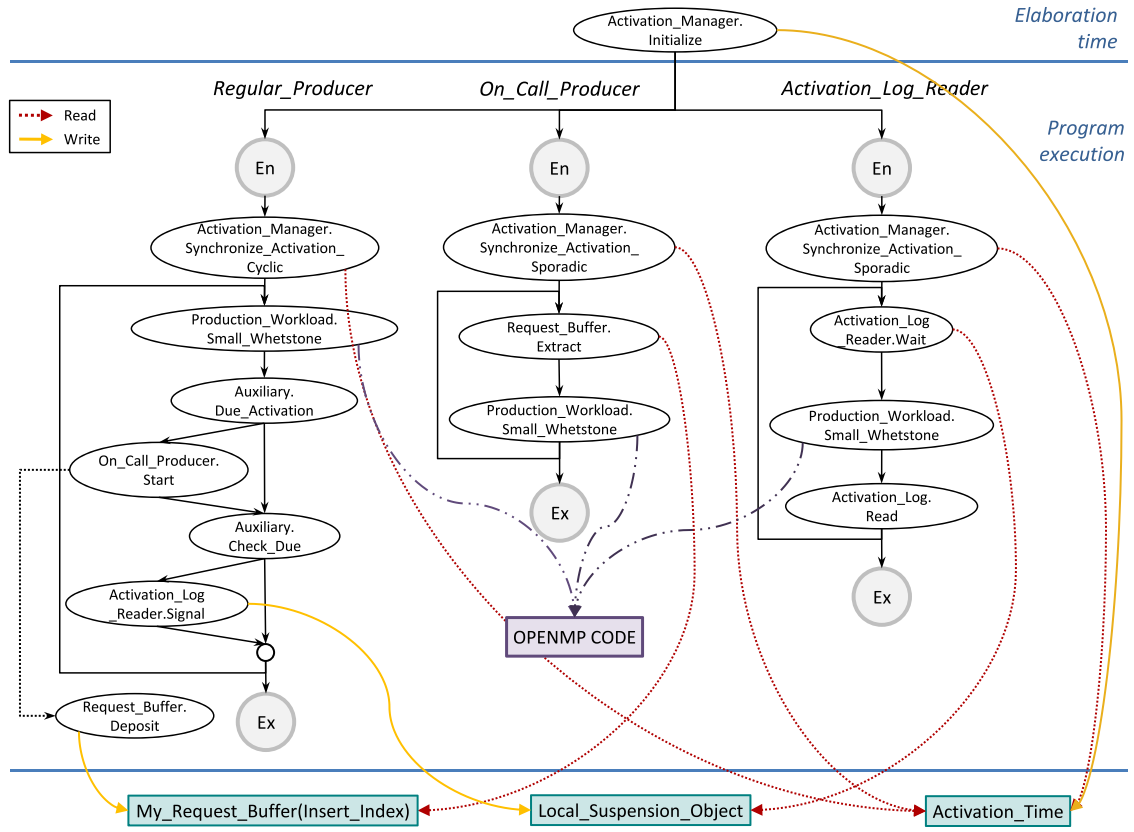 Activation_Manager.
Initialize
Elaboration
time
Regular_Producer
On_Call_Producer
Activation_Log_Reader
Read
Write
Program
execution
En
En
En
Activation_Manager.
Synchronize_Activation_
Cyclic
Activation_Manager.
Synchronize_Activation_
Sporadic
Activation_Manager.
Synchronize_Activation_
Sporadic
Production_Workload.
Small_Whetstone
Request_Buffer.
Extract
Activation_Log
_Reader.Wait
Auxiliary.
Due_Activation
Production_Workload.
Small_Whetstone
Production_Workload.
Small_Whetstone
On_Call_Producer.
Start
Ex
Activation_Log.
Read
Auxiliary.
Check_Due
Activation_Log
_Reader.Signal
Ex
OPENMP CODE
Request_Buffer.
Deposit
Ex
My_Request_Buffer(Insert_Index)
Local_Suspension_Object
Activation_Time